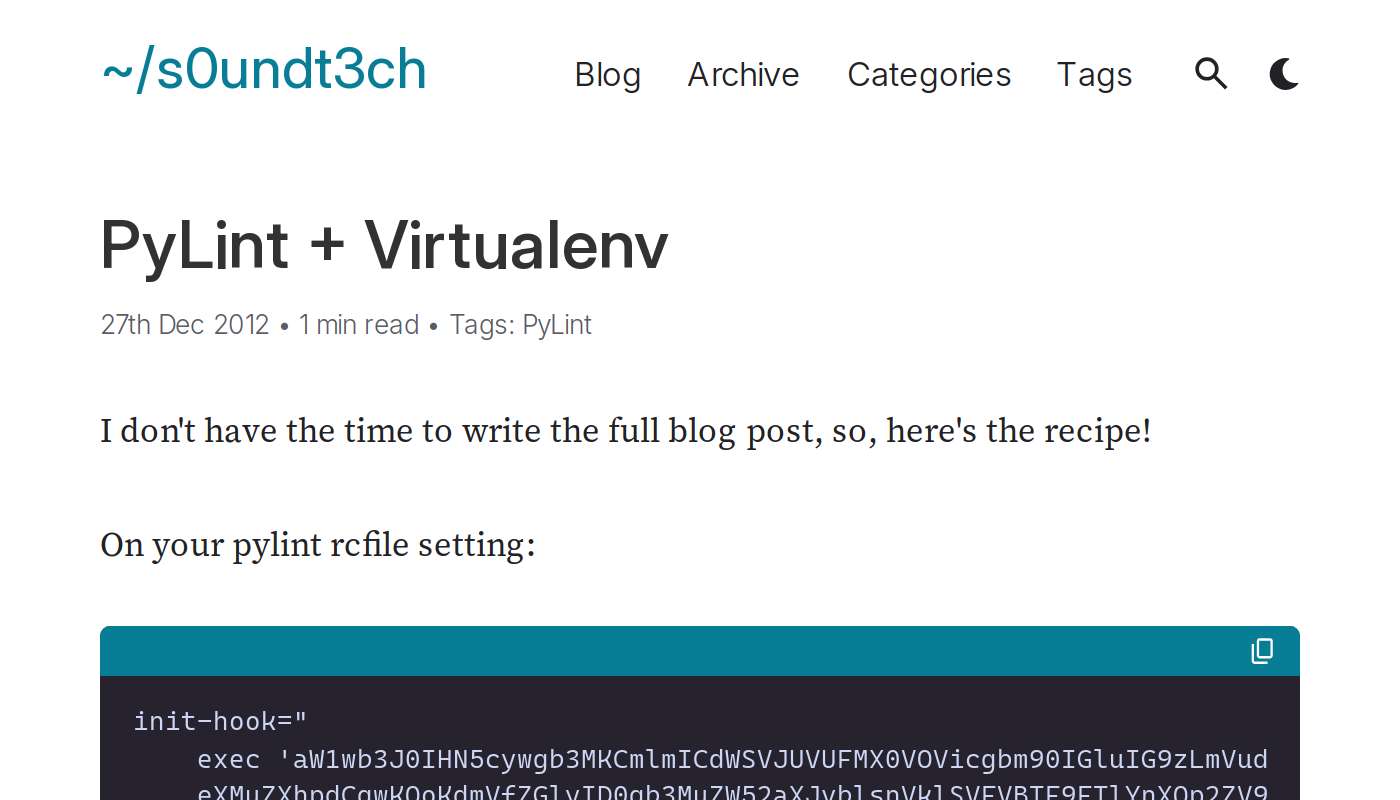 ~/s0undt3ch
Blog
Archive
Categories
Tags
PyLint + Virtualenv
27th Dec 2012 • 1 min read • Tags: PyLint
I don't have the time to write the full blog post, so, here's the recipe!
On your pylint rcfile setting:
init-hook="
exec 'aW1wb3J0IHN5cywgb3MKCmlmICdWSVJUVUFMX0VOVicgbm90IGluIG9zLmVud